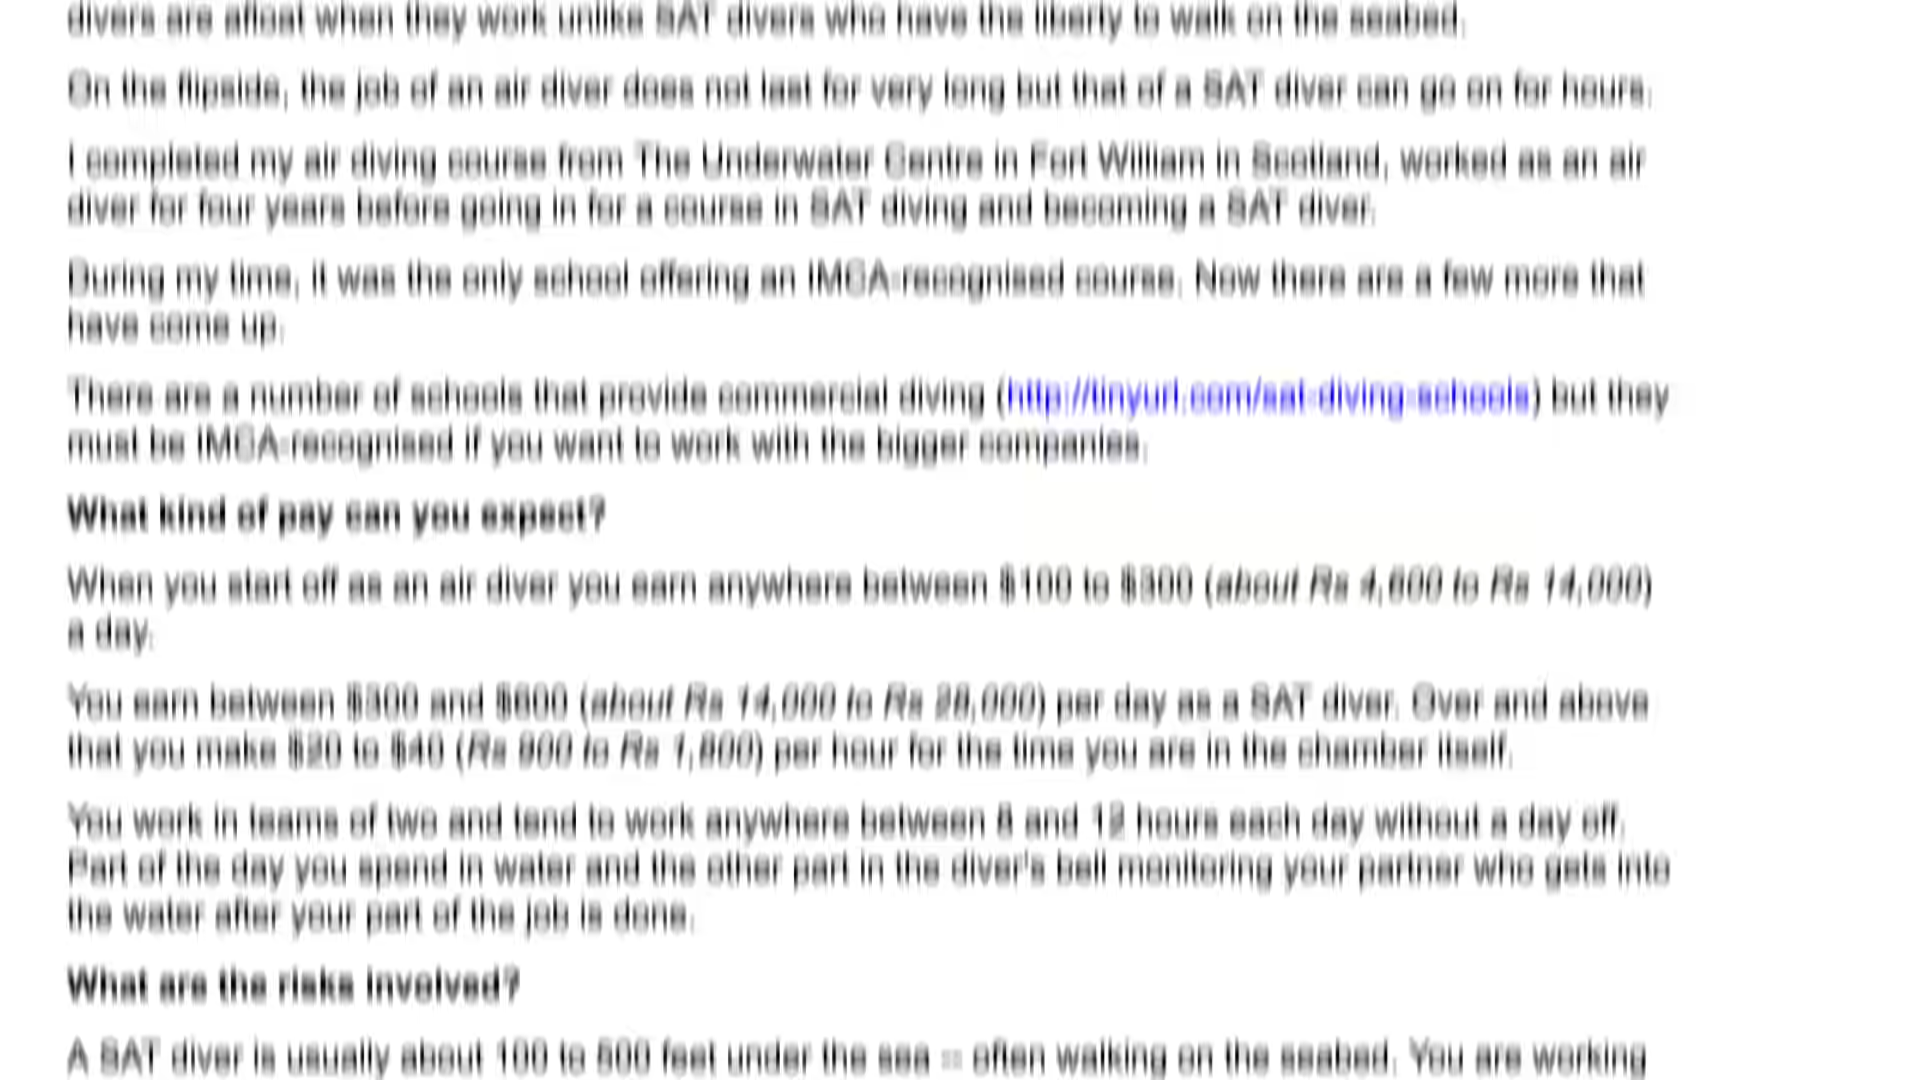 divers are afloat when they work unlike SAT divers who have the liberty to walk on the seabed.
On the flipside, the job of an air diver does not last for very long but that of a SAT diver can go on for hours.
I completed my air diving course from The Underwater Centre in Fort William in Scotland, worked as an air
diver for four years before going in for a course in SAT diving and becoming a SAT diver.
During my time, it was the only school offering an IMCA-recognised course. Now there are a few more that
have come up.
There are a number of schools that provide commercial diving (http://tinyurl.com/sat-diving-schools) but they
must be IMCA-recognised if you want to work with the bigger companies.
What kind of pay can you expect?
When you start off as an air diver you earn anywhere between $100 to $300 (about Rs 4,600 to Rs 14,000)
a day.
You earn between $300 and $600 (about Rs 14,000 to Rs 28,000) per day as a SAT diver. Over and above
that you make $20 to $40 (Rs 900 to Rs 1,800) per hour for the time you are in the chamber itself.
You work in teams of two and tend to work anywhere between 8 and 12 hours each day without a day off.
Part of the day you spend in water and the other part in the diver's bell monitoring your partner who gets into
the water after your part of the job is done.
What are the risks involved?
A SAT diver is usually about 100 to feet under the sea -- often walking on the seabed. You are working